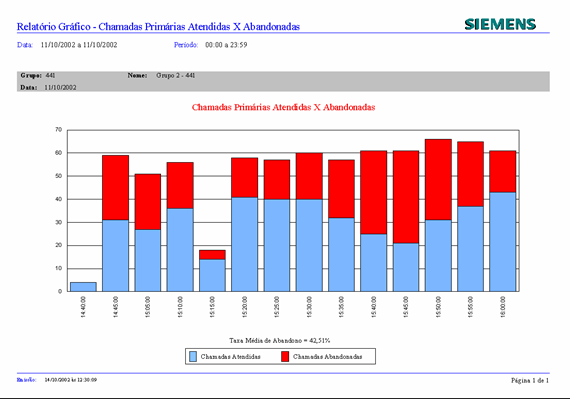 Relatório Gráfico - Chamadas Primárias Atendidas X Abandonadas
SIEMENS
Data: 11/10/2002 a 11/10/2002 Período: 00:00 a 23:59
Grupo: 441 Nome: Grupo 2 - 441
Data: 11/10/2002
Chamadas Primárias Atendidas X Abandonadas
70
60
50
40
30
20
10
0
14:40:00 14:45:00 15:05:00 15:10:00 15:15:00 15:20:00 15:25:00 15:30:00 15:35:00 15:40:00 15:45:00 15:50:00 15:55:00 16:00:00
Taxa Média de Abandono = 42,51%
Chamadas Atendidas Chamadas Abandonadas
Emissão: 14/10/2002 às 12:30:09 Página 1 de 1